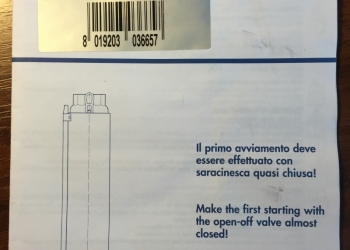 8 019203 036657
Il primo avviamento deve
essere effettuato con
saracinesca quasi chiusa!
Make the first starting with
the open-off valve almost
closed!